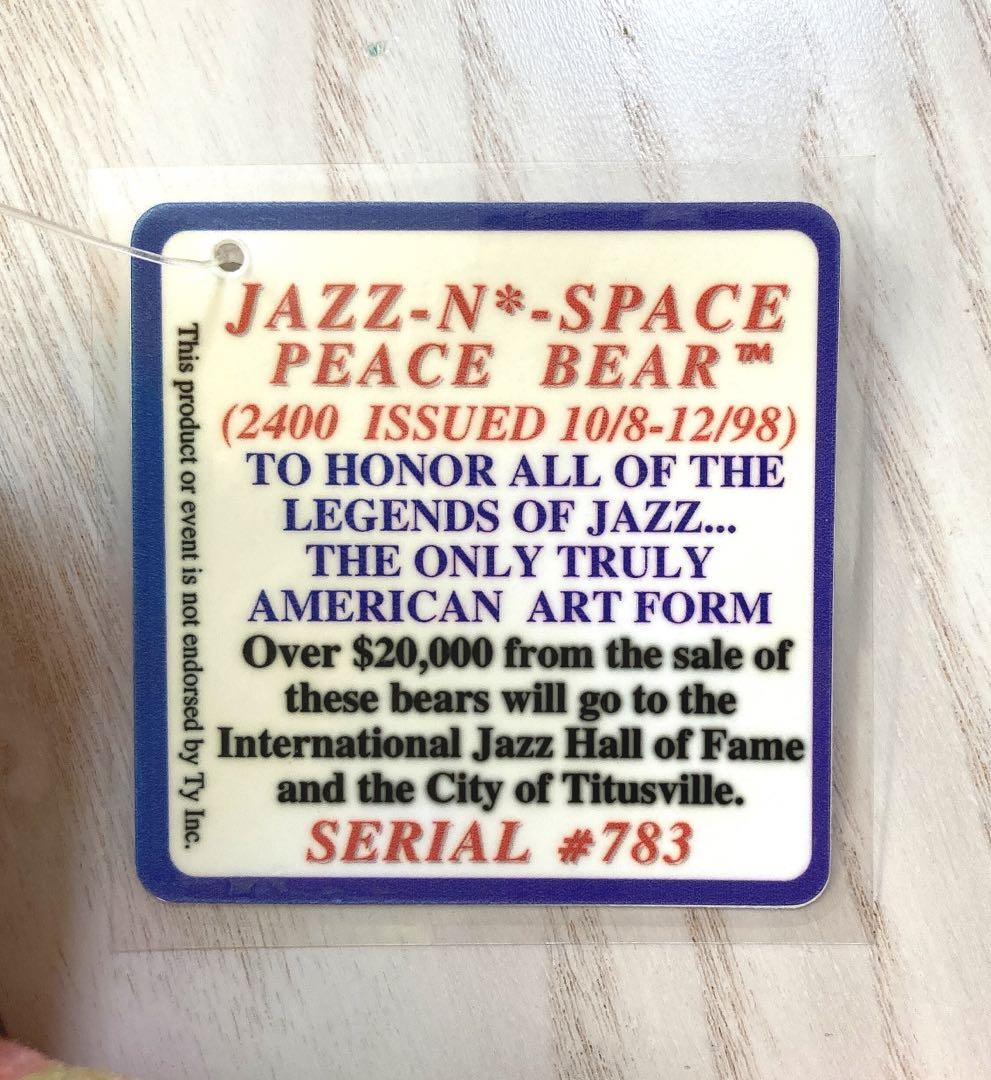 JAZZ-N*-SPACE
PEACE BEAR™
(2400 ISSUED 10/8-12/98)
TO HONOR ALL OF THE
LEGENDS OF JAZZ...
THE ONLY TRULY
AMERICAN ART FORM
Over $20,000 from the sale of
these bears will go to the
International Jazz Hall of Fame
and the City of Titusville.
SERIAL #783
This product or event is not endorsed by Ty Inc.